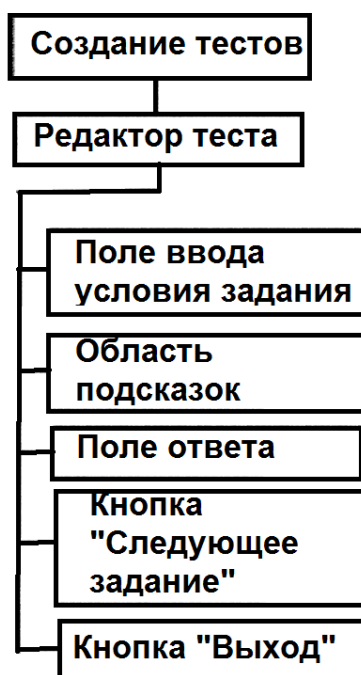 Создание тестов
Редактор теста
Поле ввода
условия задания
Область
подсказок
Поле ответа
Кнопка
"Следующее
задание"
Кнопка "Выход"